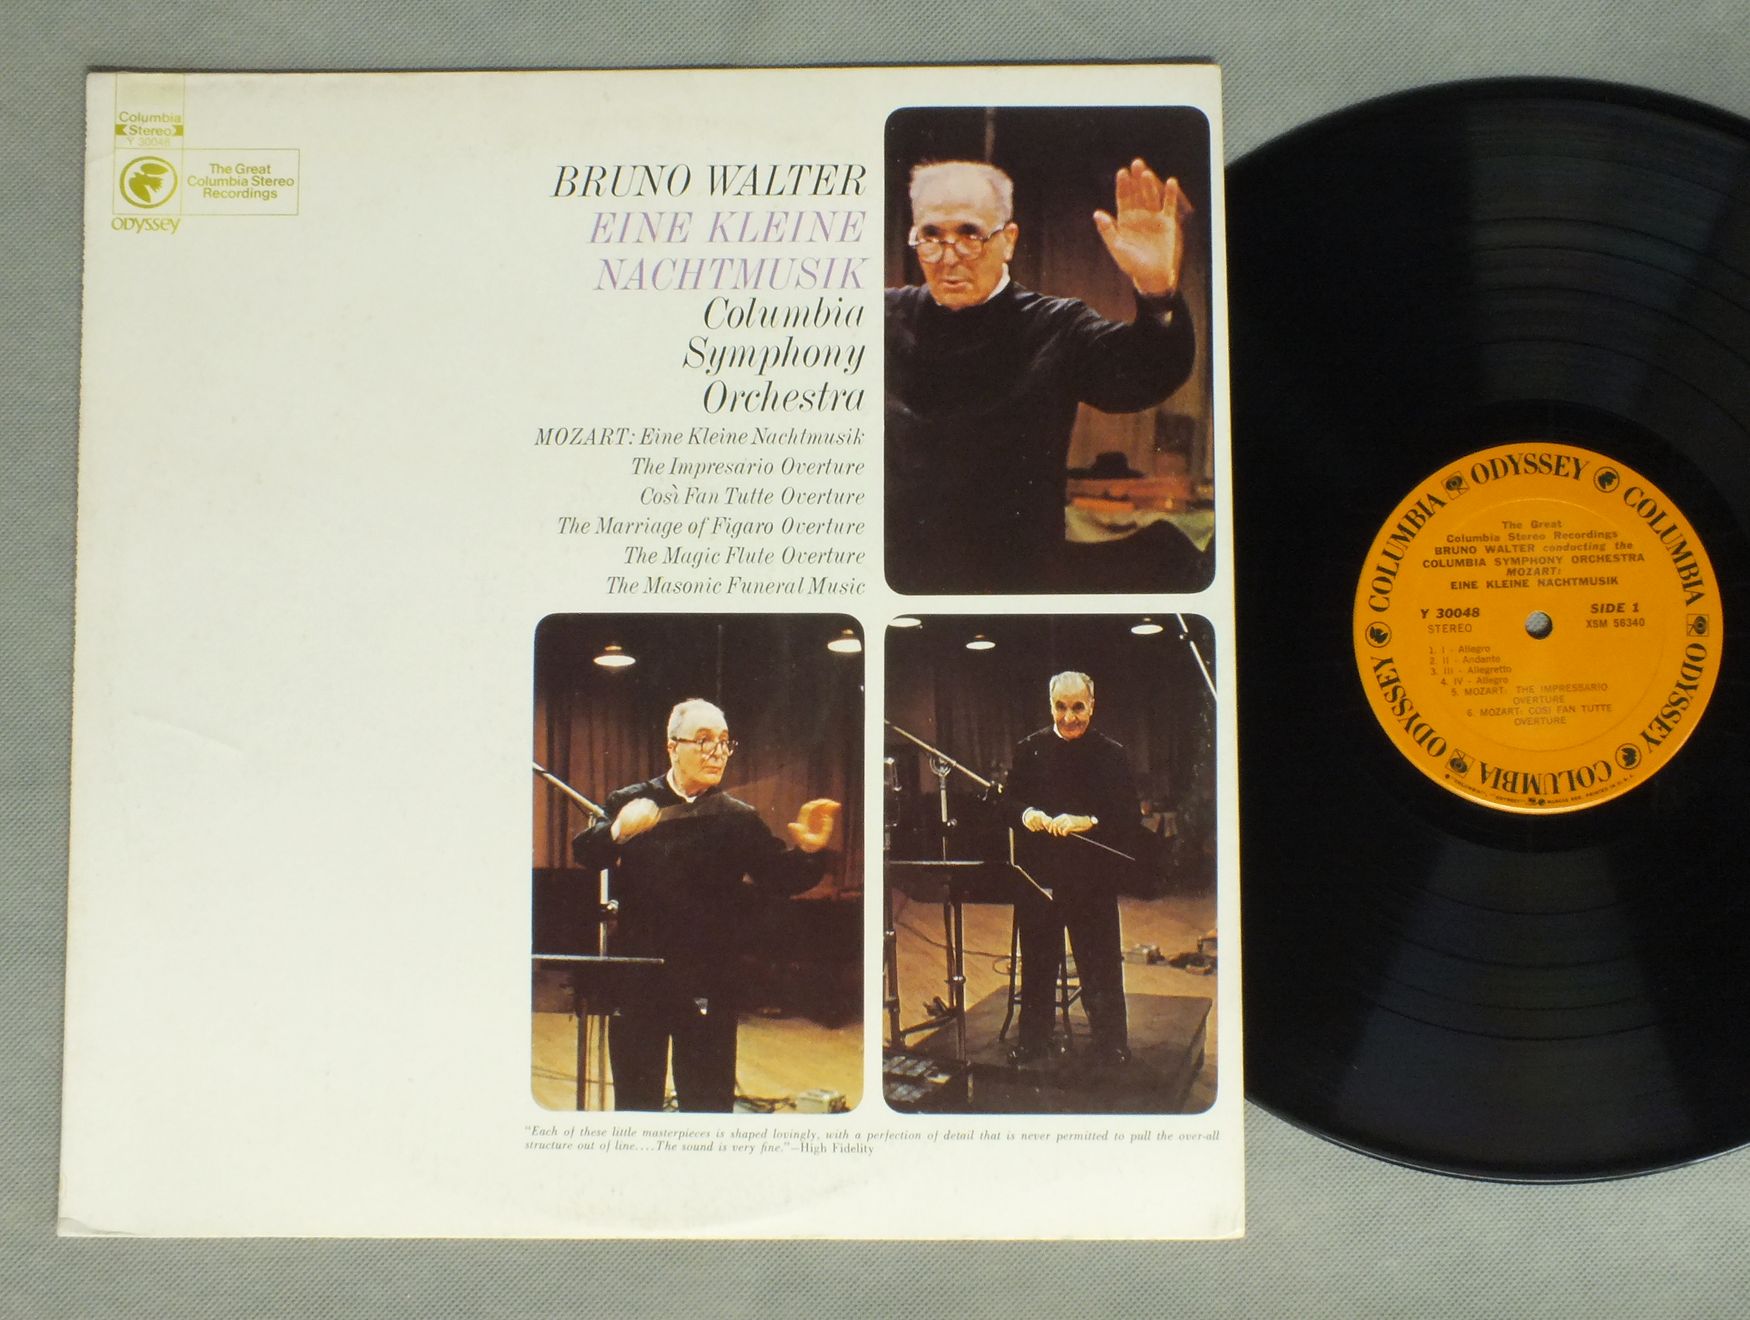 Columbia
Stereo
Y 30048
The Great
Columbia Stereo
Recordings
ODYSSEY
BRUNO WALTER
EINE KLEINE
NACHTMUSIK
Columbia
Symphony
Orchestra
MOZART: Eine Kleine Nachtmusik
The Impresario Overture
Così Fan Tutte Overture
The Marriage of Figaro Overture
The Magic Flute Overture
The Masonic Funeral Music
"Each of these little masterpieces is shaped lovingly, with a perfection of detail that is never permitted to pull the over-all
structure out of line....The sound is very fine."—High Fidelity
COLUMBIA ODYSSEY COLUMBIA ODYSSEY COLUMBIA ODYSSEY
The Great
Columbia Stereo Recordings
BRUNO WALTER conducting the
COLUMBIA SYMPHONY ORCHESTRA
MOZART:
EINE KLEINE NACHTMUSIK
Y 30048
SIDE 1
STEREO
XSM 56340
1. I - Allegro
2. II - Andante
3. III - Allegretto
4. IV - Allegro
5. MOZART: THE IMPRESSARIO
OVERTURE
6. MOZART: COSI FAN TUTTE
OVERTURE